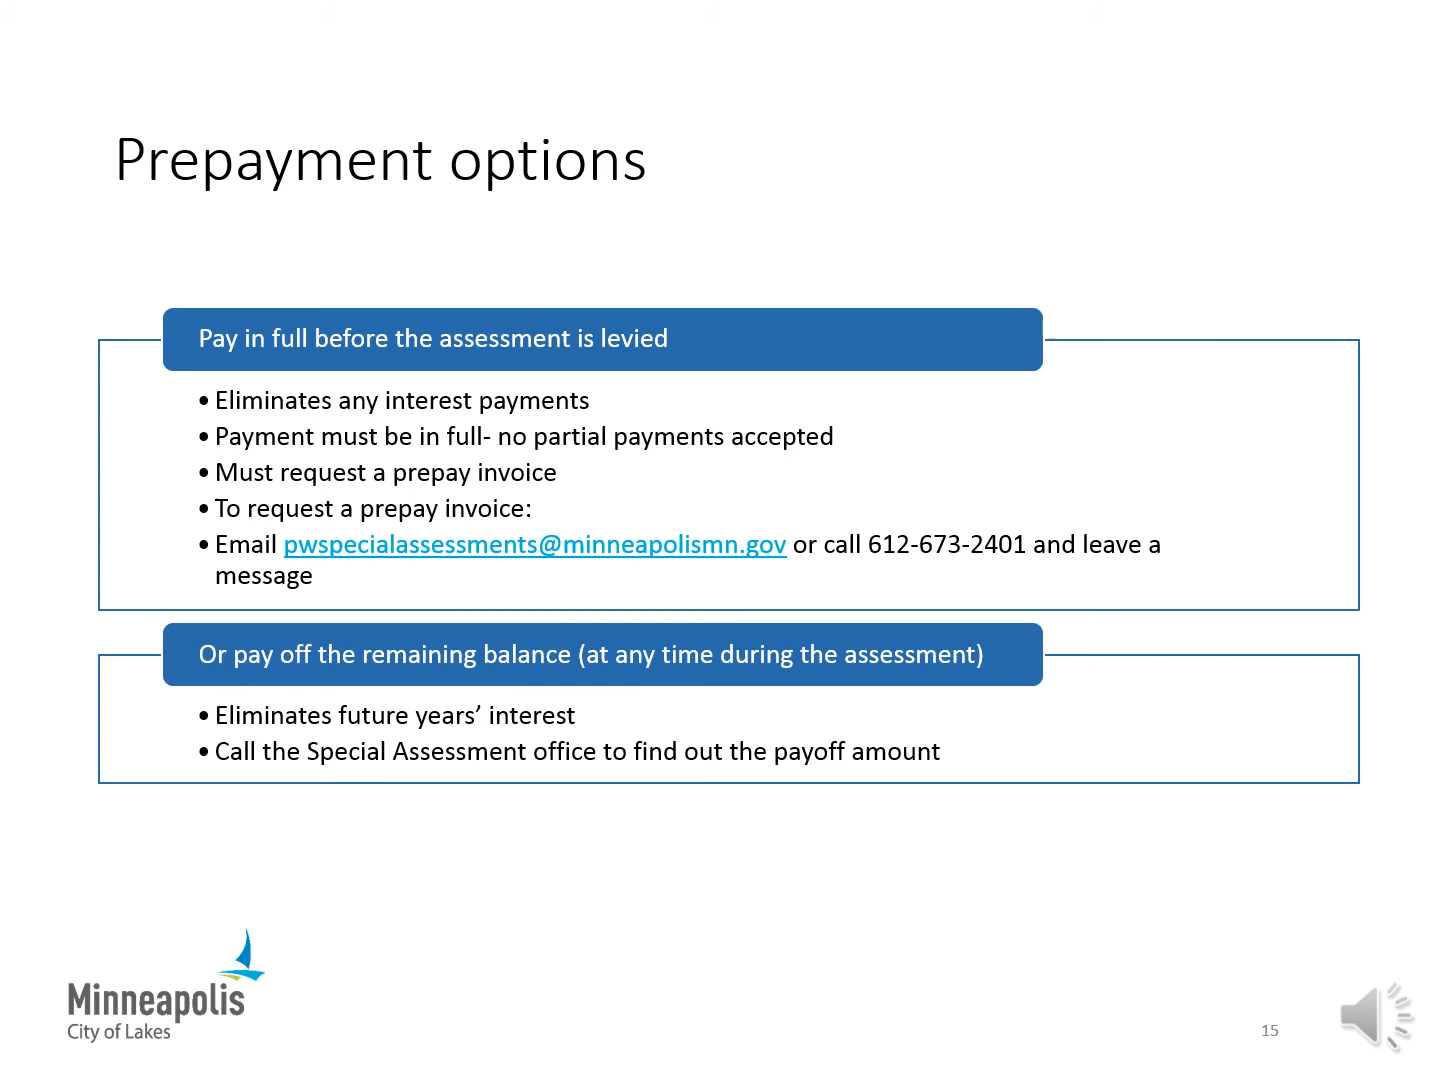 Prepayment options
Pay in full before the assessment is levied
• Eliminates any interest payments
• Payment must be in full- no partial payments accepted
• Must request a prepay invoice
• To request a prepay invoice:
• Email pwspecialassessments@minneapolismn.gov or call 612-673-2401 and leave a
message
Or pay off the remaining balance (at any time during the assessment)
• Eliminates future years’ interest
• Call the Special Assessment office to find out the payoff amount
Minneapolis
City of Lakes
15